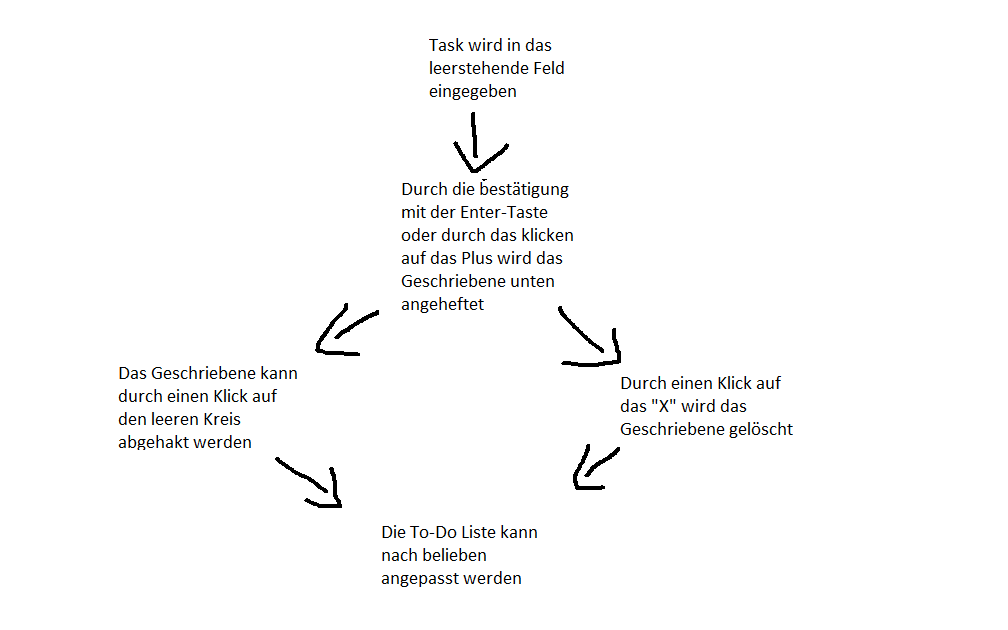 Task wird in das
leerstehende Feld
eingegeben
Durch die bestätigung
mit der Enter-Taste
oder durch das klicken
auf das Plus wird das
Geschriebene unten
angeheftet
Das Geschriebene kann
durch einen Klick auf
den leeren Kreis
abgehakt werden
Durch einen Klick auf
das "X" wird das
Geschriebene gelöscht
Die To-Do Liste kann
nach belieben
angepasst werden